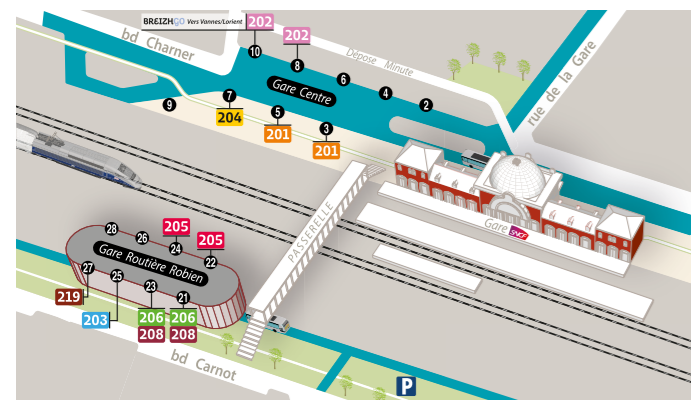 BREIZHGO Vers Vannes/Lorient 202
202
bd Charner
10
8
Dépose Minute
6
4
2
Gare Centre
rue de la Gare
9
7
204
5
201
3
201
PASSERELLE
Gare SNCF
28
26
205
24
205
22
Gare Routière Robien
27
25
23
21
219
203
206
206
208
208
bd Carnot
P